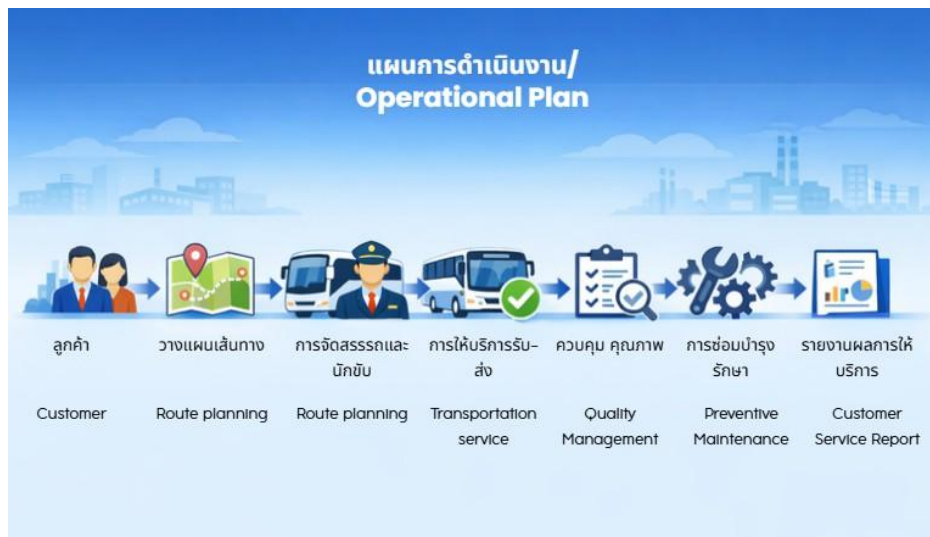 แผนการดำเนินงาน/
Operational Plan
ลูกค้า
วางแผนเส้นทาง
การจัดสรรรถและ
นักขับ
การให้บริการรับ-
ส่ง
ควบคุม คุณภาพ
การซ่อมบำรุง
รักษา
รายงานผลการให้
บริการ
Customer
Route planning
Route planning
Transportation
service
Quality
Management
Preventive
Maintenance
Customer
Service Report